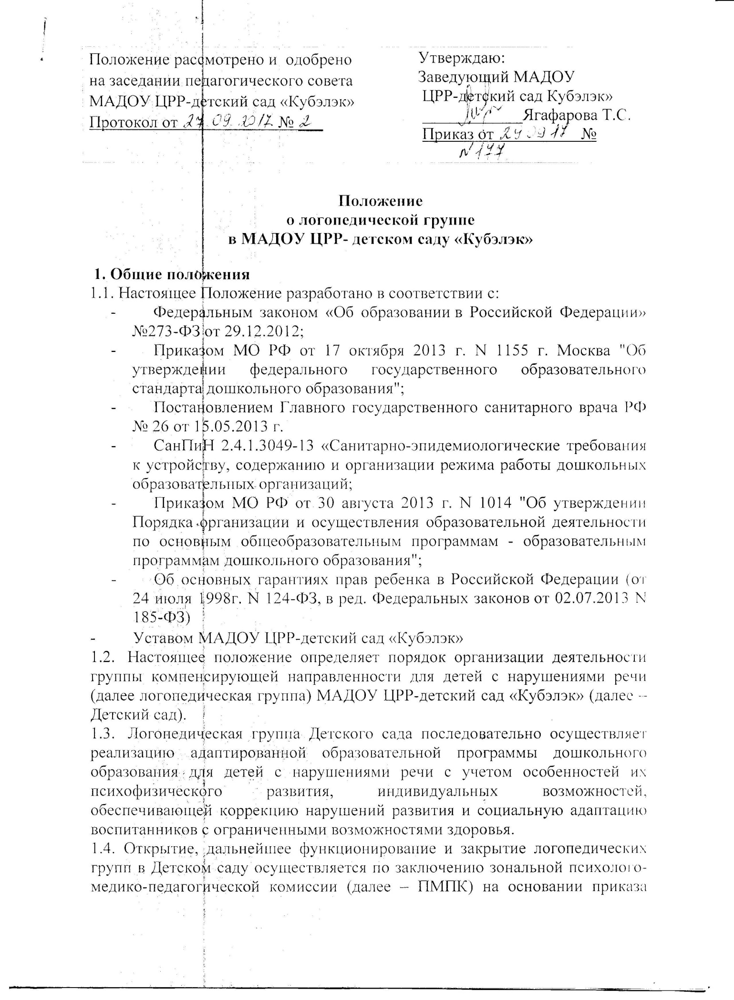 Положение рассмотрено и одобрено
на заседании педагогического совета
МАДОУ ЦРР-детский сад «Кубэлэк»
Протокол от 27.09.2017 № 2
Утверждаю:
Заведующий МАДОУ
ЦРР-детский сад Кубэлэк»
Ягафарова Т.С.
Приказ от 29 09 17 №
N 177
Положение
о логопедической группе
в МАДОУ ЦРР- детском саду «Кубэлэк»
1. Общие положения
1.1. Настоящее Положение разработано в соответствии с:
- Федеральным законом «Об образовании в Российской Федерации»
№273-ФЗ от 29.12.2012;
- Приказом МО РФ от 17 октября 2013 г. N 1155 г. Москва "Об
утверждении федерального государственного образовательного
стандарта дошкольного образования";
- Постановлением Главного государственного санитарного врача РФ
№ 26 от 15.05.2013 г.
- СанПиН 2.4.1.3049-13 «Санитарно-эпидемиологические требования
к устройству, содержанию и организации режима работы дошкольных
образовательных организаций;
- Приказом МО РФ от 30 августа 2013 г. N 1014 "Об утверждении
Порядка организации и осуществления образовательной деятельности
по основным общеобразовательным программам - образовательным
программам дошкольного образования";
- Об основных гарантиях прав ребенка в Российской Федерации (от
24 июля 1998г. N 124-ФЗ, в ред. Федеральных законов от 02.07.2013 N
185-ФЗ)
- Уставом МАДОУ ЦРР-детский сад «Кубэлэк»
1.2. Настоящее положение определяет порядок организации деятельности
группы компенсирующей направленности для детей с нарушениями речи
(далее логопедическая группа) МАДОУ ЦРР-детский сад «Кубэлэк» (далее –
Детский сад).
1.3. Логопедическая группа Детского сада последовательно осуществляет
реализацию адаптированной образовательной программы дошкольного
образования для детей с нарушениями речи с учетом особенностей их
психофизического развития, индивидуальных возможностей,
обеспечивающей коррекцию нарушений развития и социальную адаптацию
воспитанников с ограниченными возможностями здоровья.
1.4. Открытие, дальнейшее функционирование и закрытие логопедических
групп в Детском саду осуществляется по заключению зональной психолого-
медико-педагогической комиссии (далее – ПМПК) на основании приказа